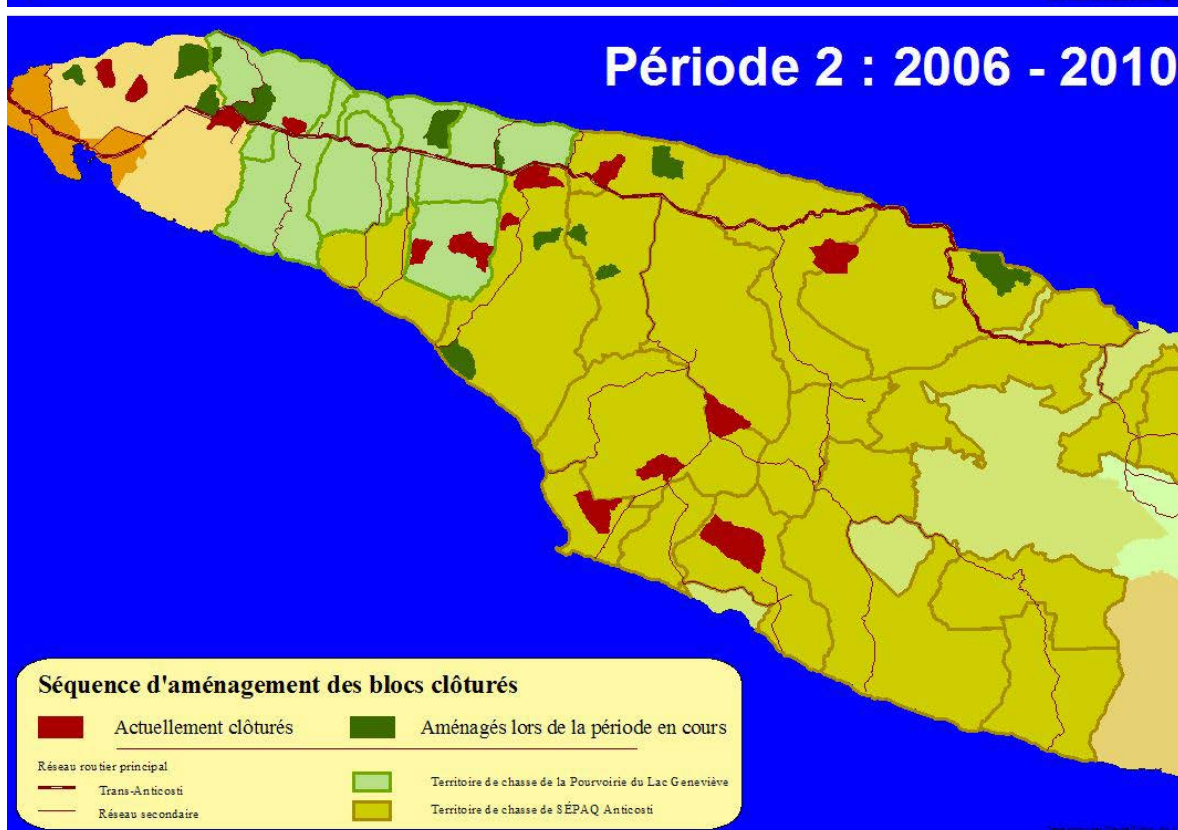 Période 2 : 2006 - 2010
Séquence d'aménagement des blocs clôturés
Actuellement clôturés
Aménagés lors de la période en cours
Réseau routier principal
Trans-Anticosti
Réseau secondaire
Territoire de chasse de la Pourvoirie du Lac Geneviève
Territoire de chasse de SÉPAQ Anticosti